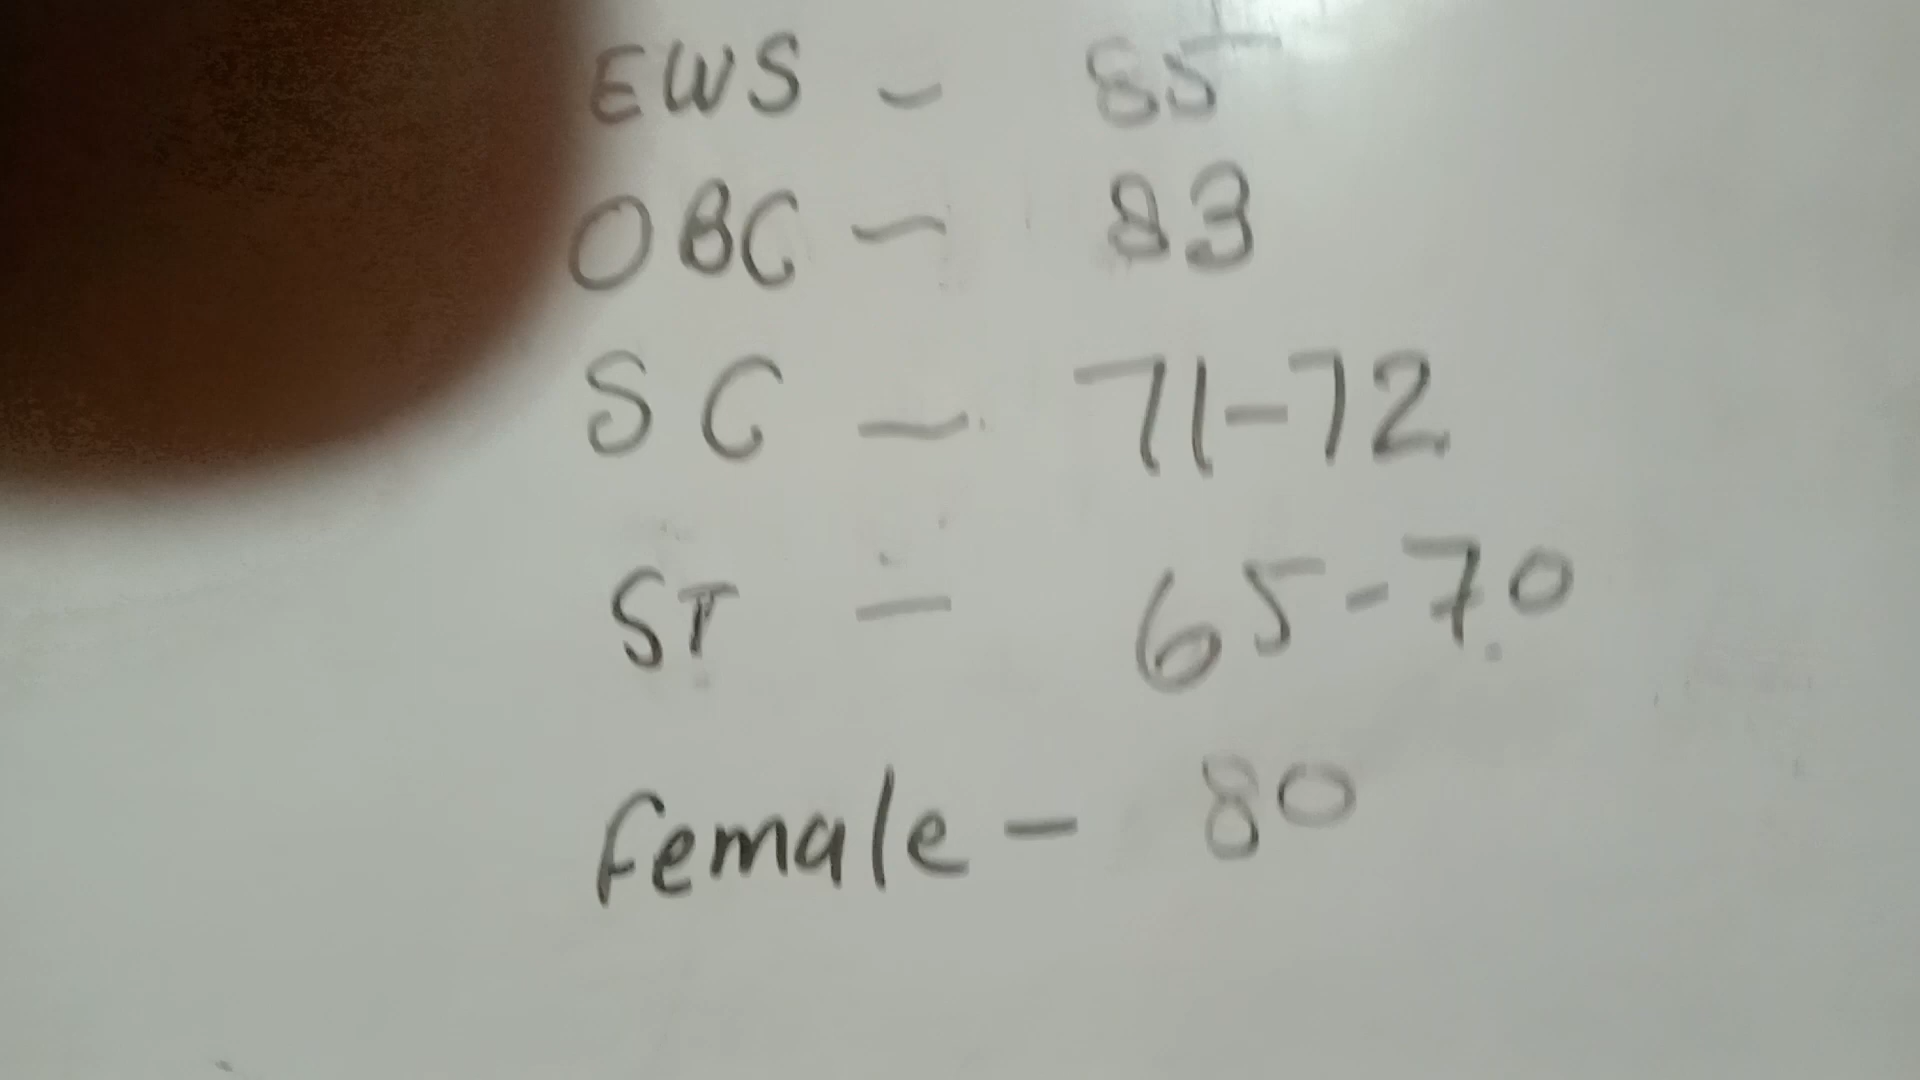 EWS - 85
OBC - 83
SC - 71-72
ST - 65-70
Female - 80